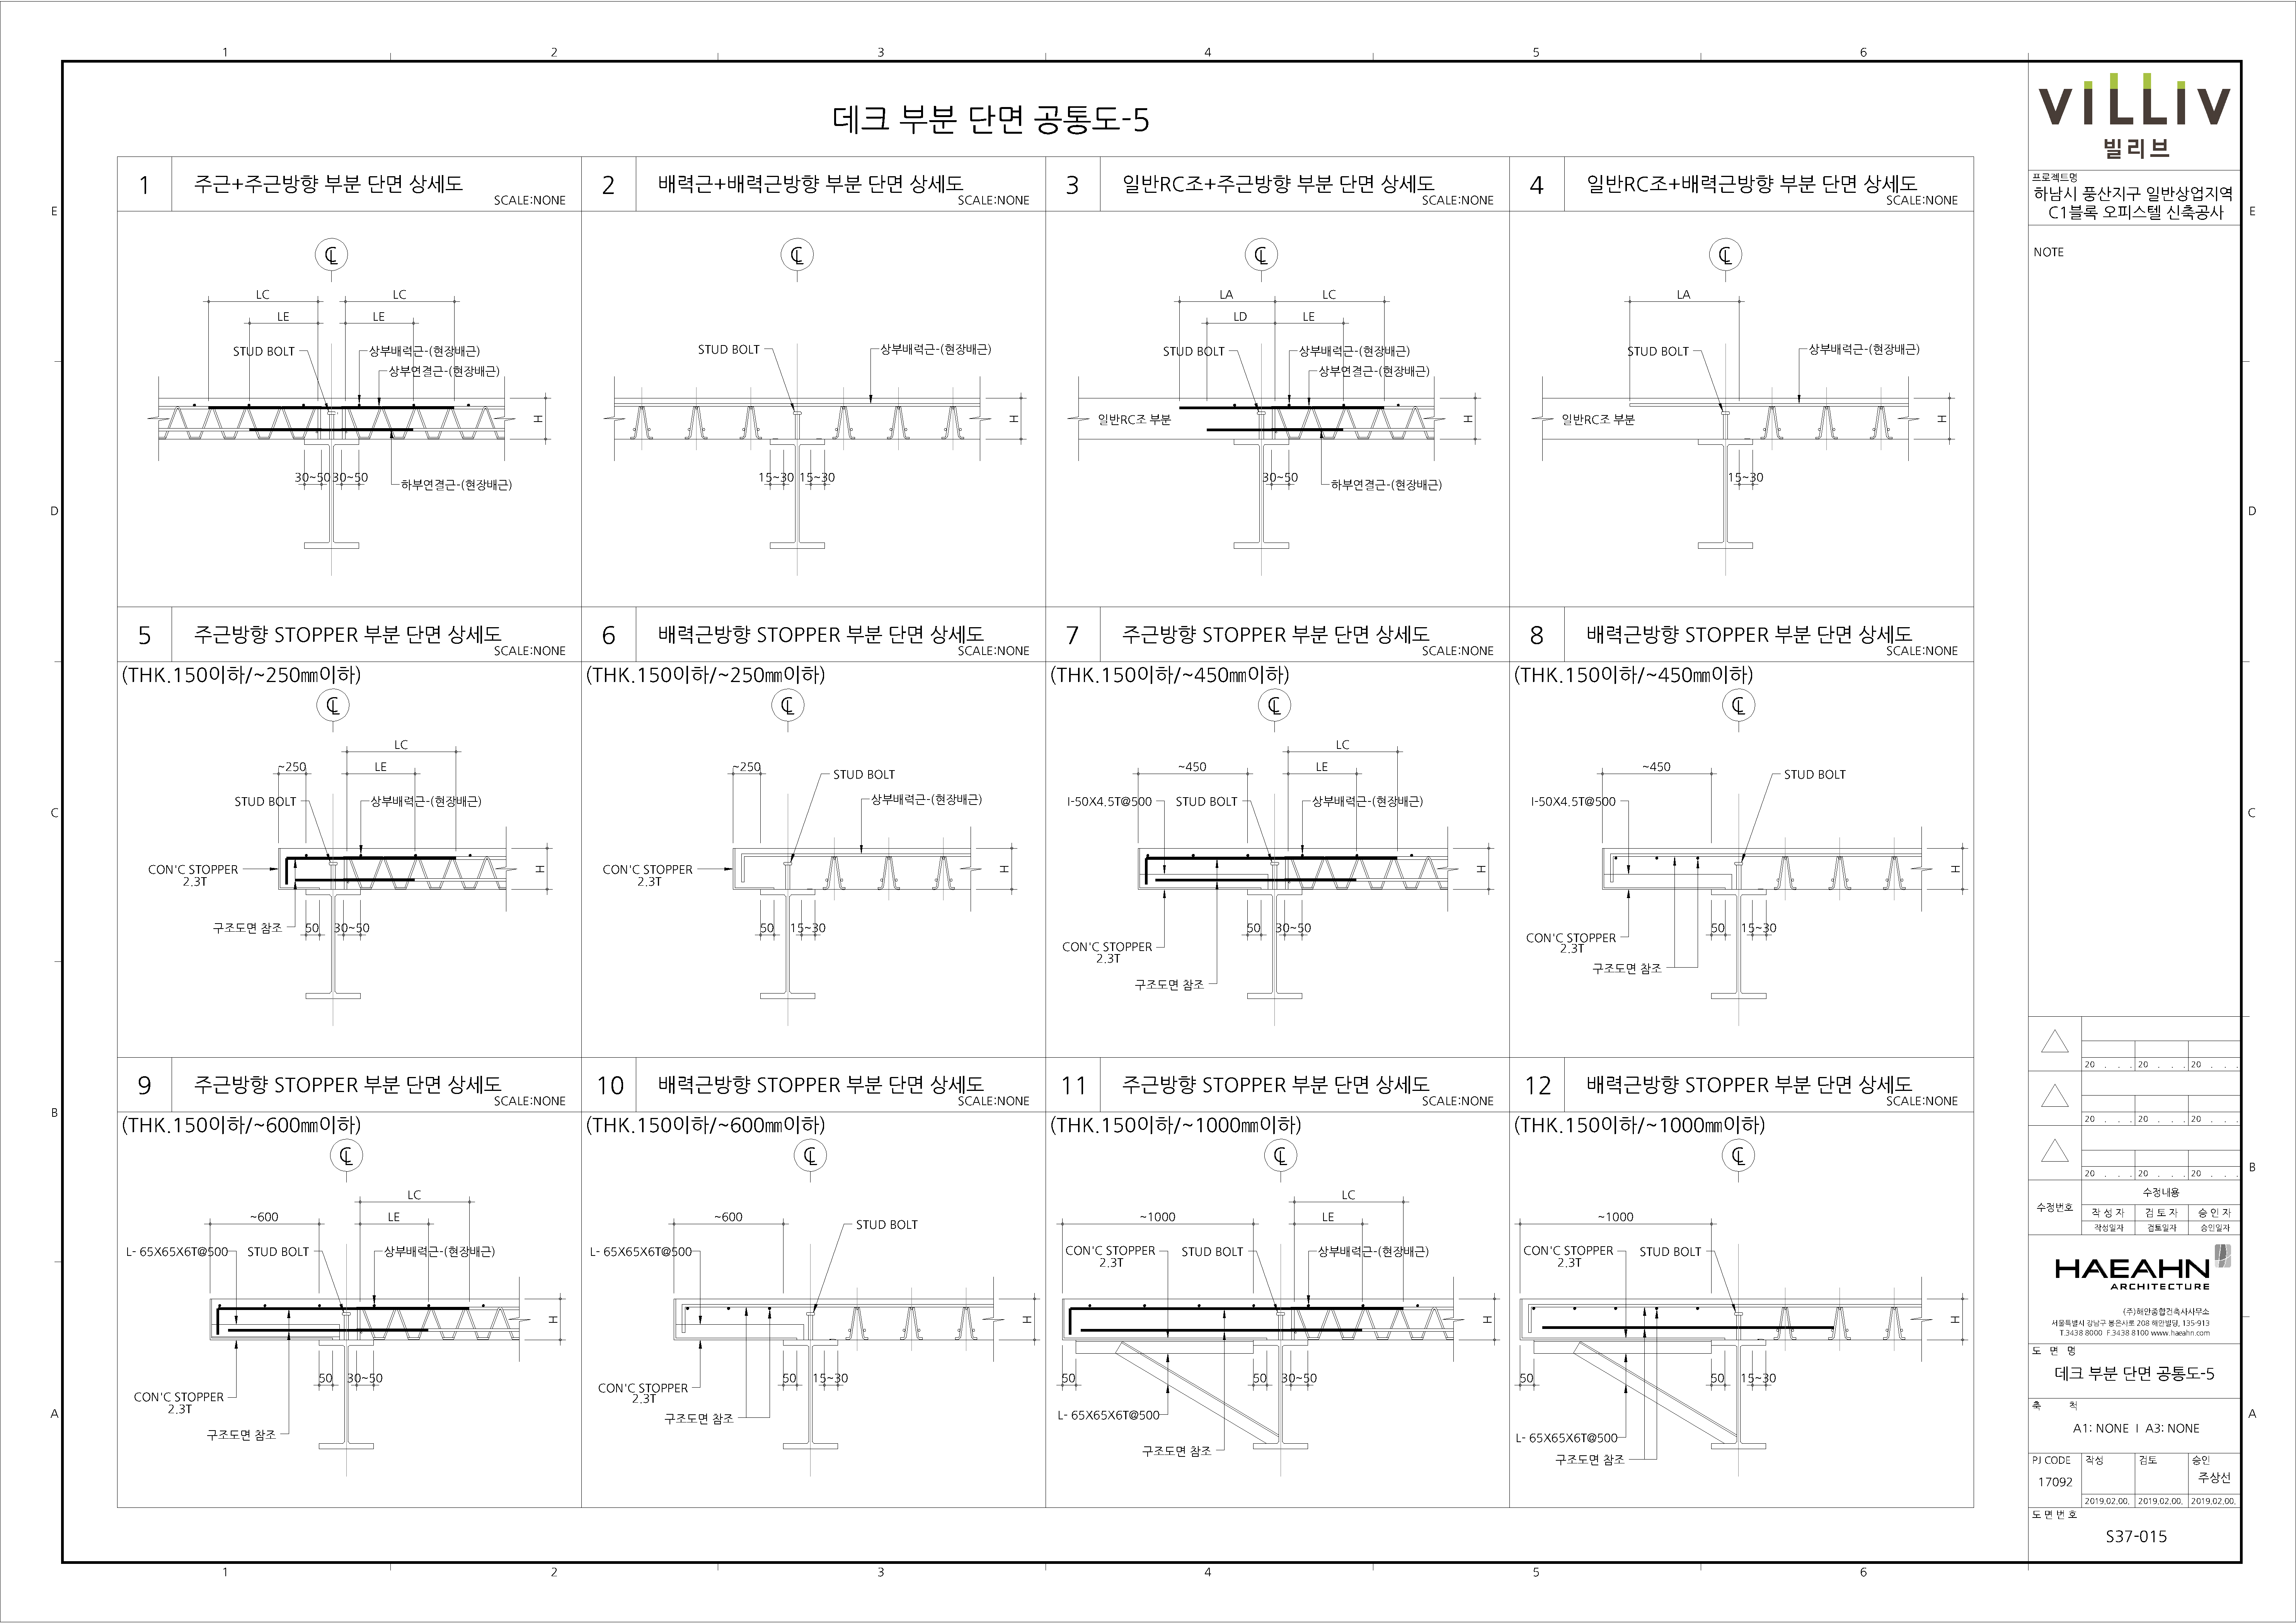 1 2 3 4 5 6
데크 부분 단면 공통도-5
1 주근+주근방향 부분 단면 상세도 SCALE:NONE
LC LC
LE LE
STUD BOLT
상부배력근-(현장배근)
상부연결근-(현장배근)
H
30~50 30~50
하부연결근-(현장배근)
2 배력근+배력근방향 부분 단면 상세도 SCALE:NONE
STUD BOLT
상부배력근-(현장배근)
H
15~30 15~30
3 일반RC조+주근방향 부분 단면 상세도 SCALE:NONE
LA LC
LD LE
STUD BOLT
상부배력근-(현장배근)
상부연결근-(현장배근)
일반RC조 부분
H
30~50
하부연결근-(현장배근)
4 일반RC조+배력근방향 부분 단면 상세도 SCALE:NONE
LA
STUD BOLT
상부배력근-(현장배근)
일반RC조 부분
H
15~30
5 주근방향 STOPPER 부분 단면 상세도 SCALE:NONE
(THK.150이하/~250㎜이하)
LC
~250 LE
STUD BOLT
상부배력근-(현장배근)
CON'C STOPPER
2.3T
H
구조도면 참조
50 30~50
6 배력근방향 STOPPER 부분 단면 상세도 SCALE:NONE
(THK.150이하/~250㎜이하)
~250
STUD BOLT
상부배력근-(현장배근)
CON'C STOPPER
2.3T
H
50 15~30
7 주근방향 STOPPER 부분 단면 상세도 SCALE:NONE
(THK.150이하/~450㎜이하)
LC
~450 LE
I-50X4.5T@500
STUD BOLT
상부배력근-(현장배근)
H
50 30~50
CON'C STOPPER
2.3T
구조도면 참조
8 배력근방향 STOPPER 부분 단면 상세도 SCALE:NONE
(THK.150이하/~450㎜이하)
~450
STUD BOLT
I-50X4.5T@500
H
50 15~30
CON'C STOPPER
2.3T
구조도면 참조
9 주근방향 STOPPER 부분 단면 상세도 SCALE:NONE
(THK.150이하/~600㎜이하)
LC
~600 LE
L- 65X65X6T@500
STUD BOLT
상부배력근-(현장배근)
H
50 30~50
CON'C STOPPER
2.3T
구조도면 참조
10 배력근방향 STOPPER 부분 단면 상세도 SCALE:NONE
(THK.150이하/~600㎜이하)
~600
STUD BOLT
L- 65X65X6T@500
H
50 15~30
CON'C STOPPER
2.3T
구조도면 참조
11 주근방향 STOPPER 부분 단면 상세도 SCALE:NONE
(THK.150이하/~1000㎜이하)
LC
~1000 LE
CON'C STOPPER
2.3T
STUD BOLT
상부배력근-(현장배근)
H
50 50 30~50
L- 65X65X6T@500
구조도면 참조
12 배력근방향 STOPPER 부분 단면 상세도 SCALE:NONE
(THK.150이하/~1000㎜이하)
~1000
CON'C STOPPER
2.3T
STUD BOLT
H
50 50 15~30
L- 65X65X6T@500
구조도면 참조
VILLIV
빌리브
프로젝트명
하남시 풍산지구 일반상업지역
C1블록 오피스텔 신축공사
NOTE
20 . . . 20 . . . 20 . . .
20 . . . 20 . . . 20 . . .
20 . . . 20 . . . 20 . . .
수정번호
수정내용
작 성 자 검 토 자 승 인 자
작성일자 검토일자 승인일자
HAEAHN
ARCHITECTURE
(주)해안종합건축사사무소
서울특별시 강남구 봉은사로 208 해안빌딩, 135-913
T.3438 8000 F.3438 8100 www.haeahn.com
도 면 명
데크 부분 단면 공통도-5
축 척
A1: NONE I A3: NONE
PJ CODE 작성 검토 승인
17092 주상선
2019.02.00. 2019.02.00. 2019.02.00.
도 면 번 호
S37-015
E D C B A
E D C B A
1 2 3 4 5 6